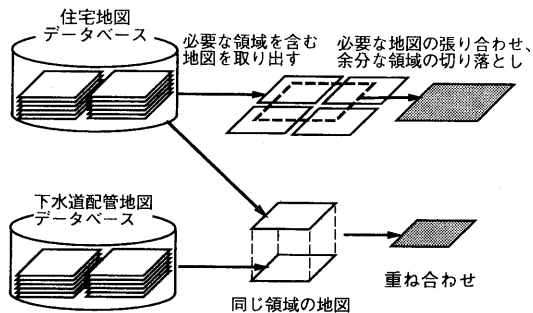 住宅地図
データベース
必要な領域を含む
地図を取り出す
必要な地図の張り合わせ、
余分な領域の切り落とし
下水道配管地図
データベース
同じ領域の地図
重ね合わせ